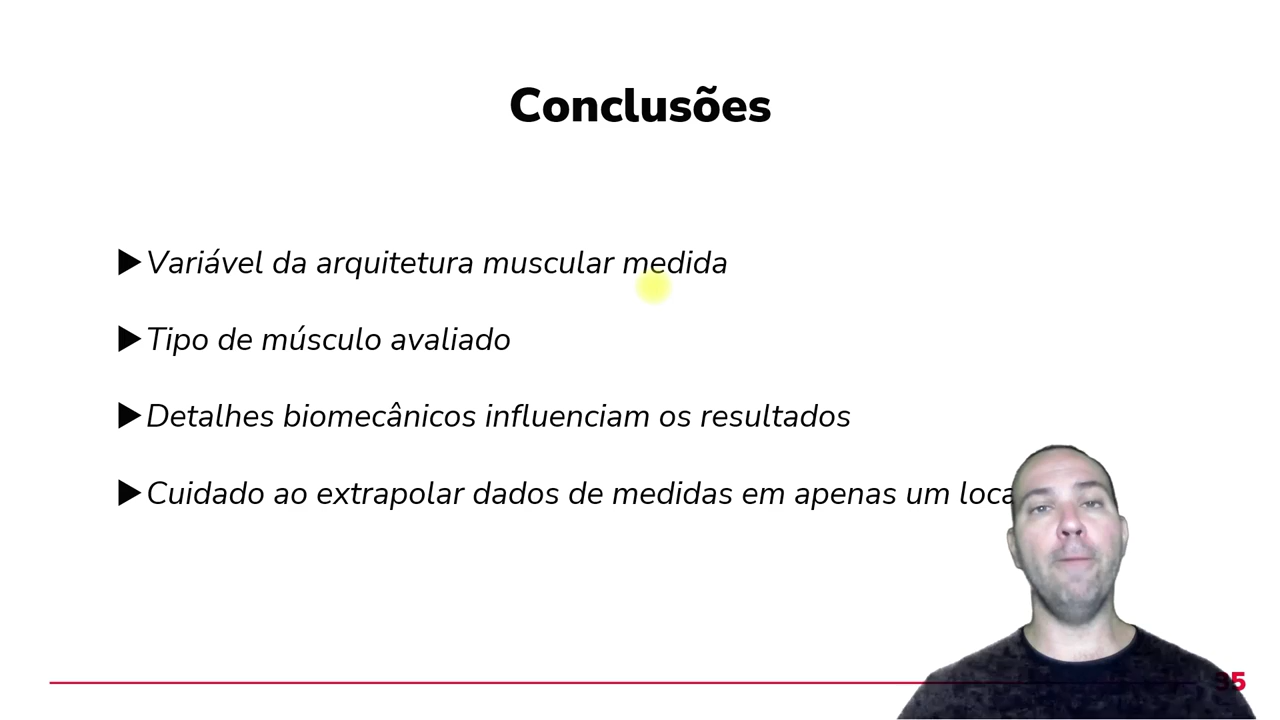 Conclusões
▶Variável da arquitetura muscular medida
▶Tipo de músculo avaliado
▶Detalhes biomecânicos influenciam os resultados
▶Cuidado ao extrapolar dados de medidas em apenas um